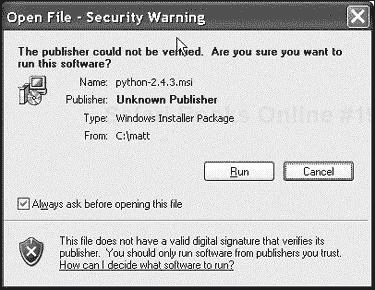 Open File - Security Warning
The publisher could not be verified. Are you sure you want to
run this software?
Name: python-2.4.3.msi
Publisher: Unknown Publisher
Type: Windows Installer Package
From: C:\matt
Run Cancel
Always ask before opening this file
This file does not have a valid digital signature that verifies its
publisher. You should only run software from publishers you trust.
How can I decide what software to run?